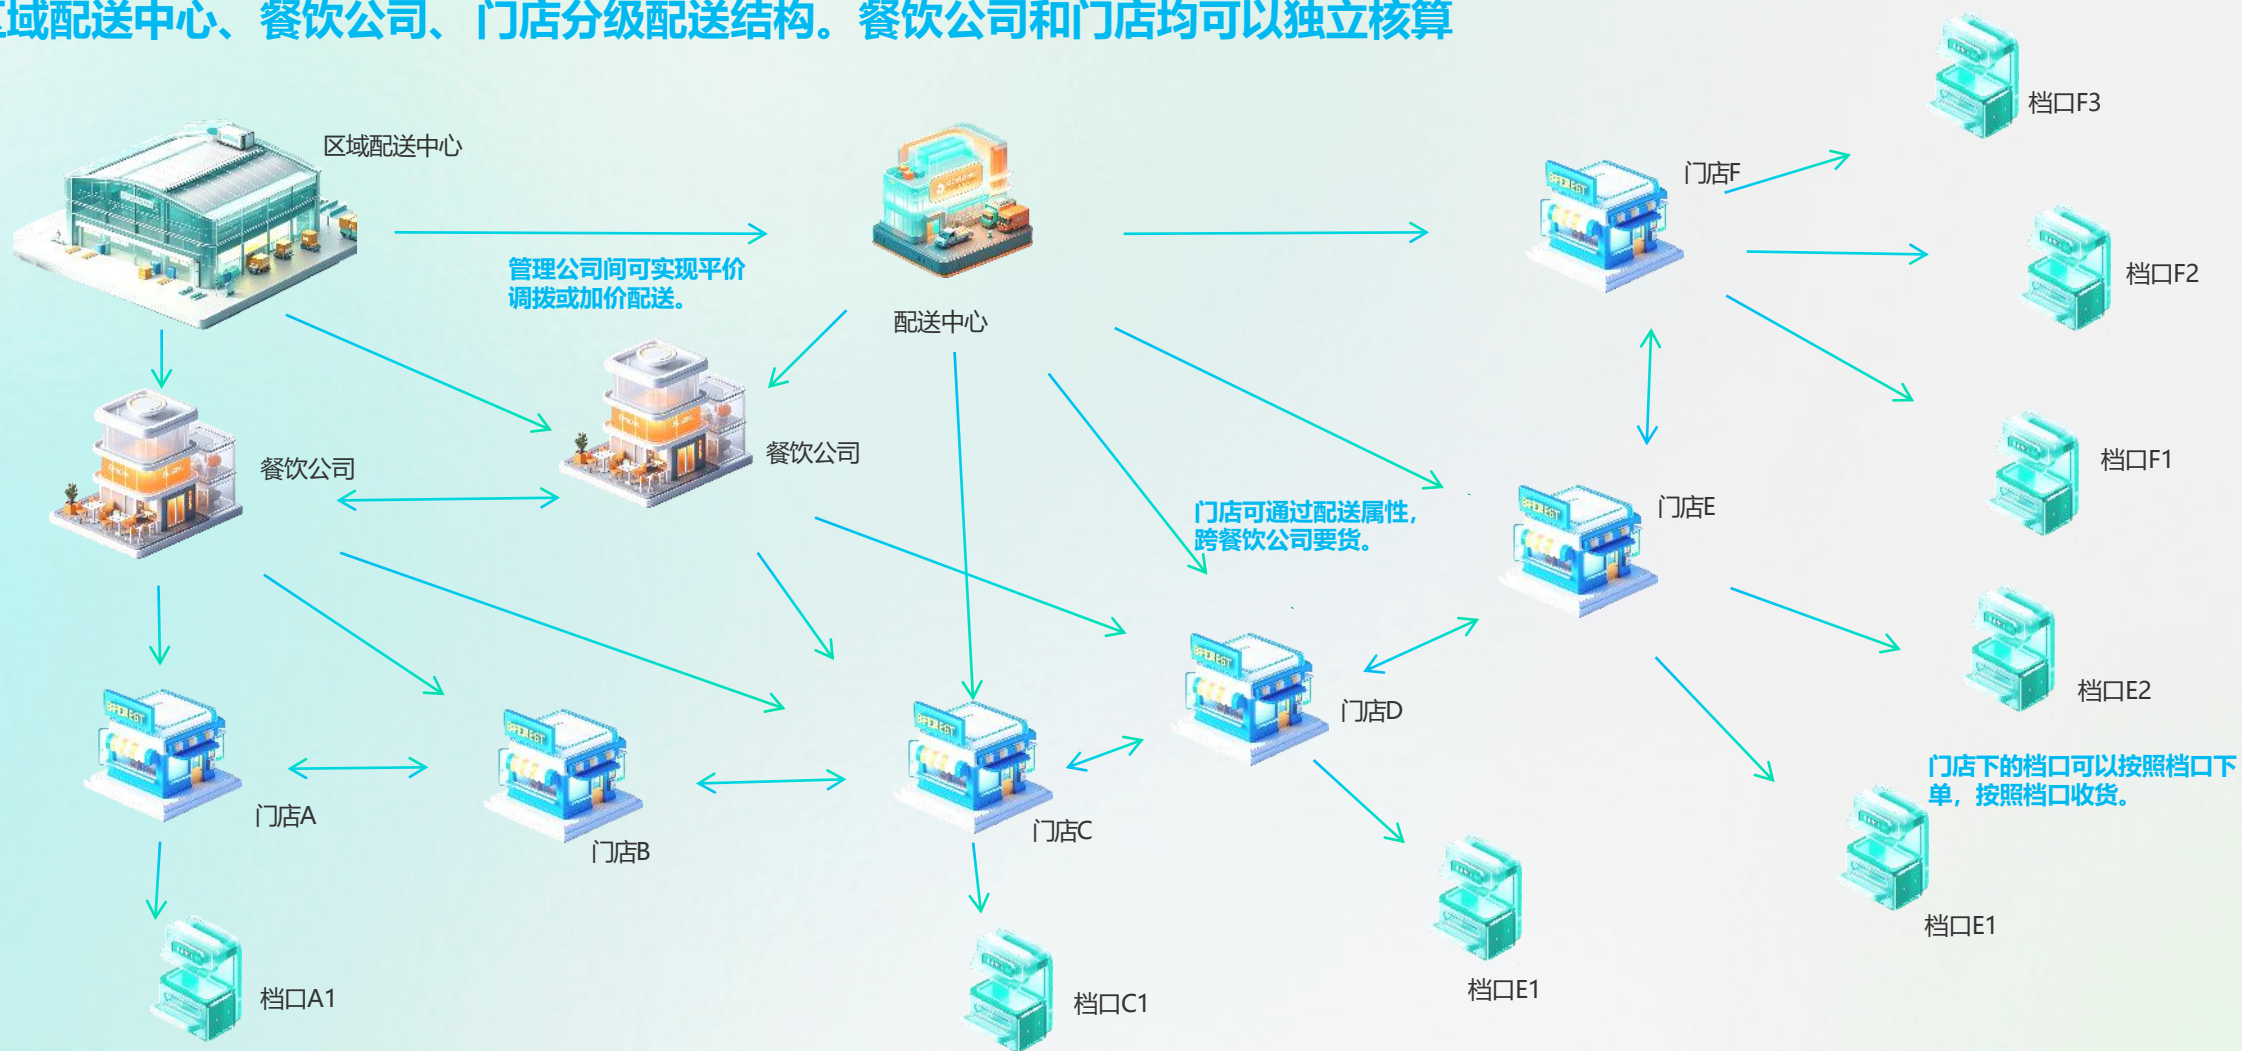 区域配送中心、餐饮公司、门店分级配送结构。餐饮公司和门店均可以独立核算
档口F3
区域配送中心
门店F
管理公司间可实现平价
调拨或加价配送。
档口F2
配送中心
餐饮公司
餐饮公司
档口F1
门店可通过配送属性,
跨餐饮公司要货。
门店E
档口E2
门店D
门店下的档口可以按照档口下
单，按照档口收货。
门店A
门店B
门店C
档口E1
档口E1
档口A1
档口C1